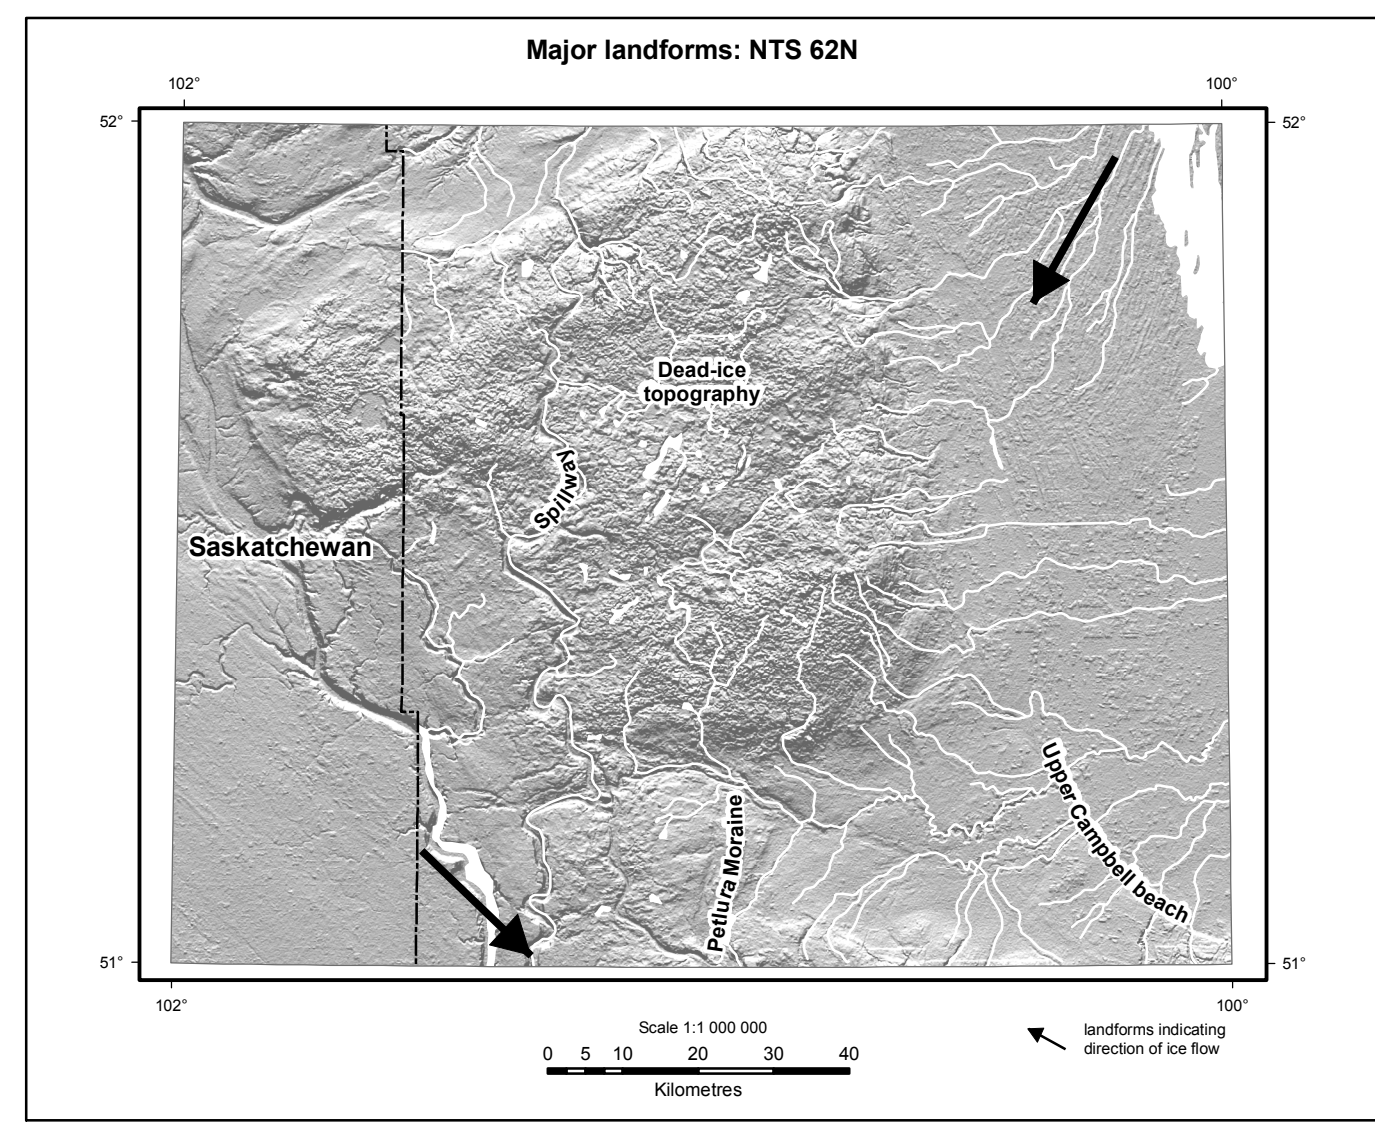 Major landforms: NTS 62N
102°
100°
52°
52°
Dead-ice
topography
Spillway
Saskatchewan
Upper Campbell beach
Petlura Moraine
51°
51°
102°
100°
Scale 1:1 000 000
0 5 10 20 30 40
Kilometres
landforms indicating
direction of ice flow